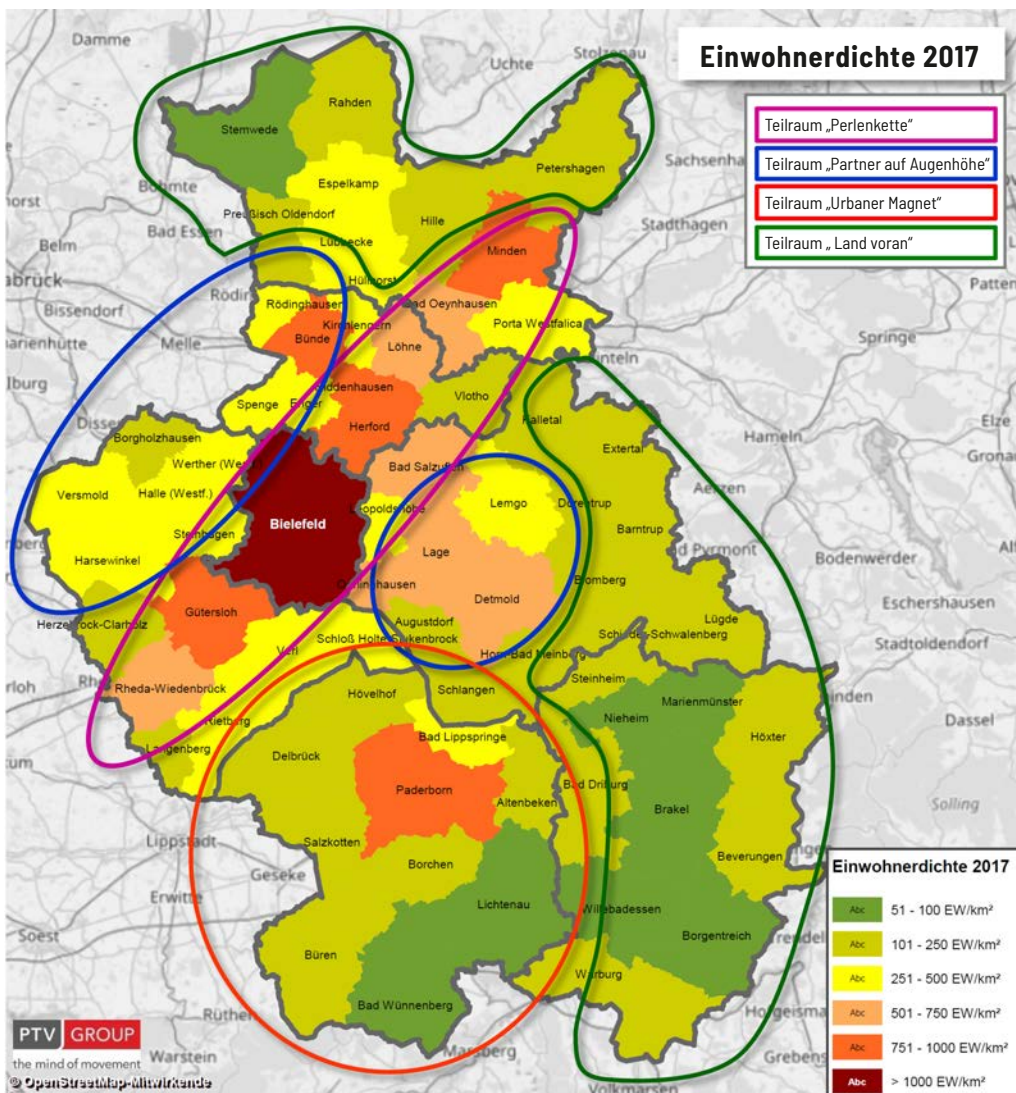 Einwohnerdichte 2017
Teilraum „Perlenkette“
Teilraum „Partner auf Augenhöhe“
Teilraum „Urbaner Magnet“
Teilraum „ Land voran“
Damme
Uchte
Stolzenau
Rahden
Stemwede
Petershagen
Sachsenha
Bohmte
Espelkamp
Stadthagen
Preußisch Oldendorf
Hille
Bad Essen
Minden
Belm
Lübbecke
Hüllhorst
Bad Oeynhausen
Rödinghausen
Bissendorf
Kirchlengern
Porta Westfalica
Melle
Bünde
Löhne
Springe
Hiddenhausen
Vlotho
Spenge
Enger
Kalletal
Herford
Elze
Borgholzhausen
Extertal
Hameln
Werther (Westf.)
Bad Salzuflen
Aerzen
Versmold
Halle (Westf.)
Lemgo
Dörentrup
Leopoldshöhe
Bielefeld
Barntrup
Steinhagen
Lage
Bodenwerder
Harsewinkel
Blomberg
Detmold
Eschershausen
Gütersloh
Augustdorf
Lügde
Herzebrock-Clarholz
Schieder-Schwalenberg
Stadtoldendorf
Schloß Holte-Stukenbrock
Verl
Horn-Bad Meinberg
Steinheim
Rheda-Wiedenbrück
Hövelhof
Schlangen
Marienmünster
Nieheim
Dassel
Rietberg
Höxter
Langenberg
Delbrück
Bad Lippspringe
Bad Driburg
Paderborn
Altenbeken
Brakel
Solling
Lippstadt
Salzkotten
Borchen
Beverungen
Geseke
Erwitte
Lichtenau
Willebadessen
Soest
Borgentreich
Büren
Warburg
Bad Wünnenberg
Rüthen
Marsberg
Warstein
Volkmarsen
Einwohnerdichte 2017
Abc 51 - 100 EW/km²
Abc 101 - 250 EW/km²
Abc 251 - 500 EW/km²
Abc 501 - 750 EW/km²
Abc 751 - 1000 EW/km²
Abc > 1000 EW/km²
PTV GROUP
the mind of movement
© OpenStreetMap-Mitwirkende